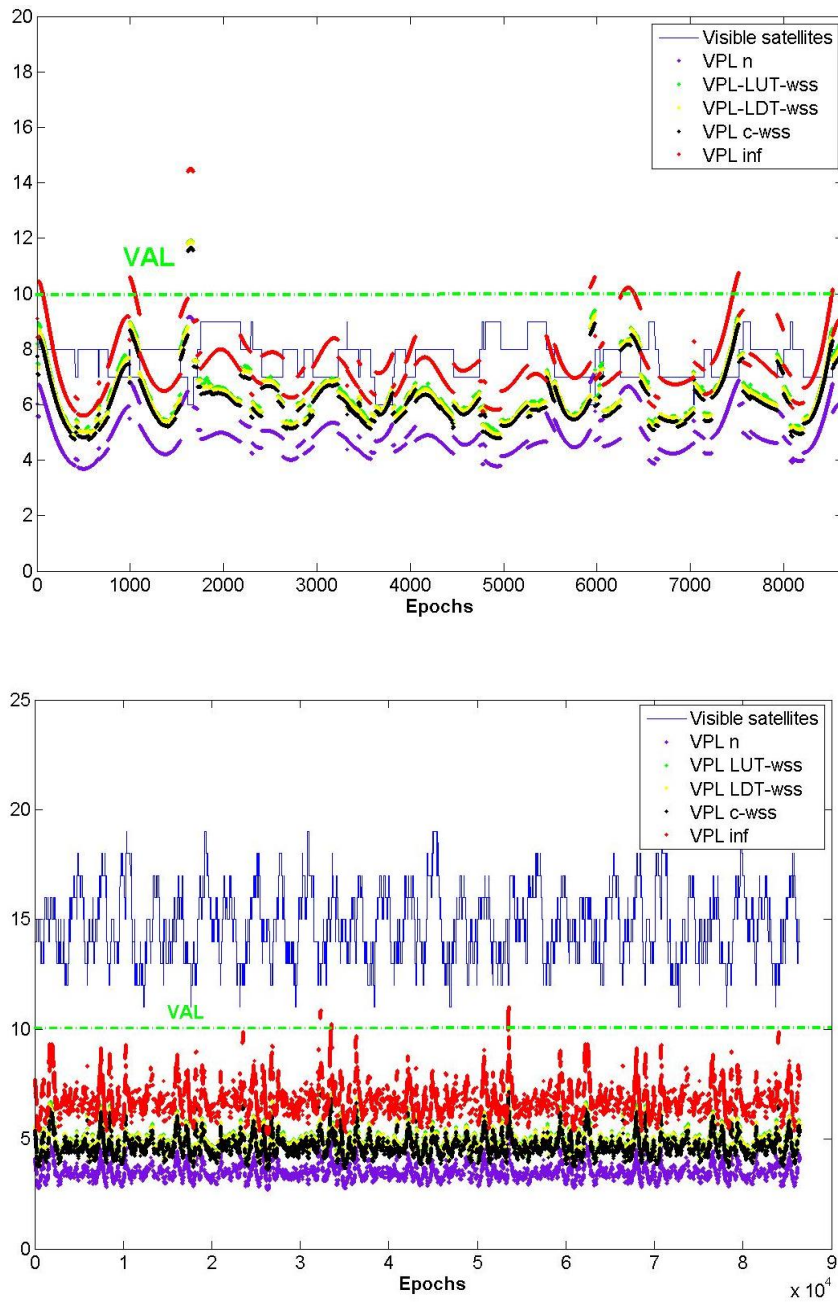 20
18
16
14
12
10
8
6
4
2
0
Visible satellites
VPL n
VPL-LUT-wss
VPL-LDT-wss
VPL c-wss
VPL inf
VAL
0 1000 2000 3000 4000 5000 6000 7000 8000
Epochs
25
20
15
10
5
0
Visible satellites
VPL n
VPL LUT-wss
VPL LDT-wss
VPL c-wss
VPL inf
VAL
0 1 2 3 4 5 6 7 8 9
Epochs
x 10^4